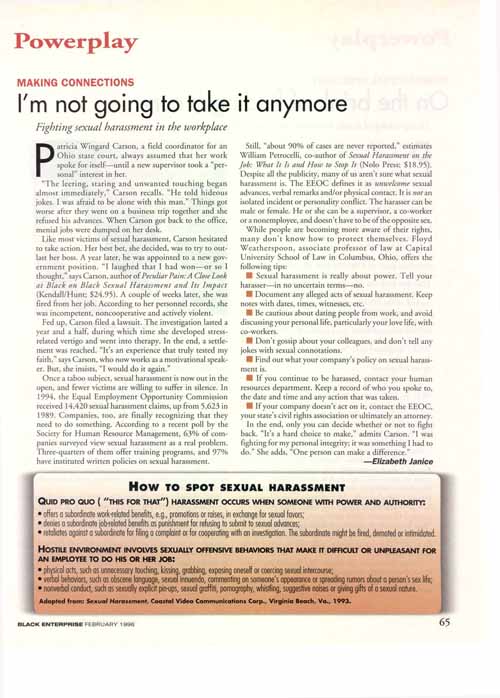 Powerplay
MAKING CONNECTIONS
I'm not going to take it anymore
Fighting sexual harassment in the workplace
Patricia Wingard Carson, a field coordinator for an
Ohio state court, always assumed that her work
spoke for itself—until a new supervisor took a "per-
sonal" interest in her.
"The leering, staring and unwanted touching began
almost immediately," Carson recalls. "He told hideous
jokes. I was afraid to be alone with this man." Things got
worse after they went on a business trip together and she
refused his advances. When Carson got back to the office,
menial jobs were dumped on her desk.
Like most victims of sexual harassment, Carson hesitated
to take action. Her best bet, she decided, was to try to out-
last her boss. A year later, he was appointed to a new gov-
ernment position. "I laughed that I had won—or so I
thought," says Carson, author of Peculiar Pain: A Close Look
at Black on Black Sexual Harassment and Its Impact
(Kendall/Hunt; $24.95). A couple of weeks later, she was
fired from her job. According to her personnel records, she
was incompetent, noncooperative and actively violent.
Fed up, Carson filed a lawsuit. The investigation lasted a
year and a half, during which time she developed stress-
related vertigo and went into therapy. In the end, a settle-
ment was reached. "It's an experience that truly tested my
faith," says Carson, who now works as a motivational speak-
er. But, she insists, "I would do it again."
Once a taboo subject, sexual harassment is now out in the
open, and fewer victims are willing to suffer in silence. In
1994, the Equal Employment Opportunity Commission
received 14,420 sexual harassment claims, up from 5,623 in
1989. Companies, too, are finally recognizing that they
need to do something. According to a recent poll by the
Society for Human Resource Management, 63% of com-
panies surveyed view sexual harassment as a real problem.
Three-quarters of them offer training programs, and 97%
have instituted written policies on sexual harassment.
Still, "about 90% of cases are never reported," estimates
William Petrocelli, co-author of Sexual Harassment on the
Job: What It Is and How to Stop It (Nolo Press; $18.95).
Despite all the publicity, many of us aren't sure what sexual
harassment is. The EEOC defines it as unwelcome sexual
advances, verbal remarks and/or physical contact. It is not an
isolated incident or personality conflict. The harasser can be
male or female. He or she can be a supervisor, a co-worker
or a nonemployee, and doesn't have to be of the opposite sex.
While people are becoming more aware of their rights,
many don't know how to protect themselves. Floyd
Weatherspoon, associate professor of law at Capital
University School of Law in Columbus, Ohio, offers the
following tips:
■ Sexual harassment is really about power. Tell your
harasser—in no uncertain terms—no.
■ Document any alleged acts of sexual harassment. Keep
notes with dates, times, witnesses, etc.
■ Be cautious about dating people from work, and avoid
discussing your personal life, particularly your love life, with
co-workers.
■ Don't gossip about your colleagues, and don't tell any
jokes with sexual connotations.
■ Find out what your company's policy on sexual harass-
ment is.
■ If you continue to be harassed, contact your human
resources department. Keep a record of who you spoke to,
the date and time and any action that was taken.
■ If your company doesn't act on it, contact the EEOC,
your state's civil rights association or ultimately an attorney.
In the end, only you can decide whether or not to fight
back. "It's a hard choice to make," admits Carson. "I was
fighting for my personal integrity; it was something I had to
do." She adds, "One person can make a difference."
—Elizabeth Janice
HOW TO SPOT SEXUAL HARASSMENT
QUID PRO QUO ( "THIS FOR THAT") HARASSMENT OCCURS WHEN SOMEONE WITH POWER AND AUTHORITY:
• offers a subordinate work-related benefits, e.g., promotions or raises, in exchange for sexual favors;
• denies a subordinate job-related benefits as punishment for refusing to submit to sexual advances;
• retaliates against a subordinate for filing a complaint or for cooperating with an investigation. The subordinate might be fired, demoted or intimidated.
HOSTILE ENVIRONMENT INVOLVES SEXUALLY OFFENSIVE BEHAVIORS THAT MAKE IT DIFFICULT OR UNPLEASANT FOR
AN EMPLOYEE TO DO HIS OR HER JOB:
• physical acts, such as unnecessary touching, kissing, grabbing, exposing oneself or coercing sexual intercourse;
• verbal behaviors, such as obscene language, sexual innuendo, commenting on someone's appearance or spreading rumors about a person's sex life;
• nonverbal conduct, such as sexually explicit pin-ups, sexual graffiti, pornography, whistling, suggestive noises or giving gifts of a sexual nature.
Adapted from: Sexual Harassment, Coastal Video Communications Corp., Virginia Beach, Va., 1993.
BLACK ENTERPRISE FEBRUARY 1996
65